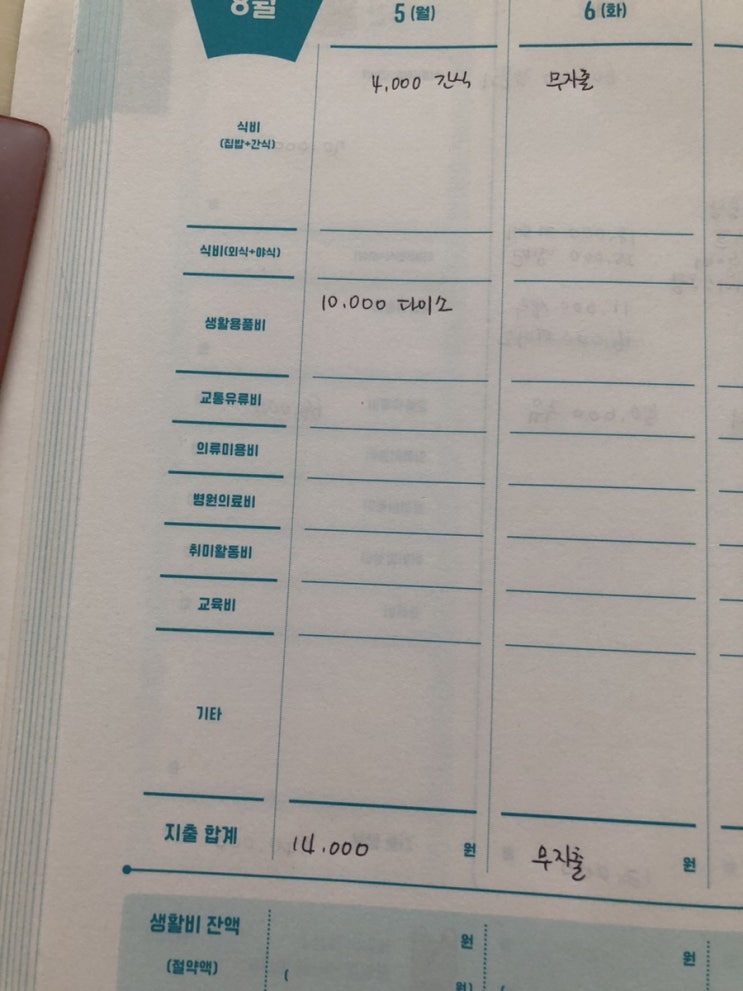 8월
5 (월)
6 (화)
식비
(집밥+간식)
4,000 간식
무지출
식비(외식+야식)
생활용품비
10.000 다이소
교통유류비
의류미용비
병원의료비
취미활동비
교육비
기타
지출 합계
14.000 원
무지출 원
생활비 잔액
(절약액)
원
( 원)
원
(